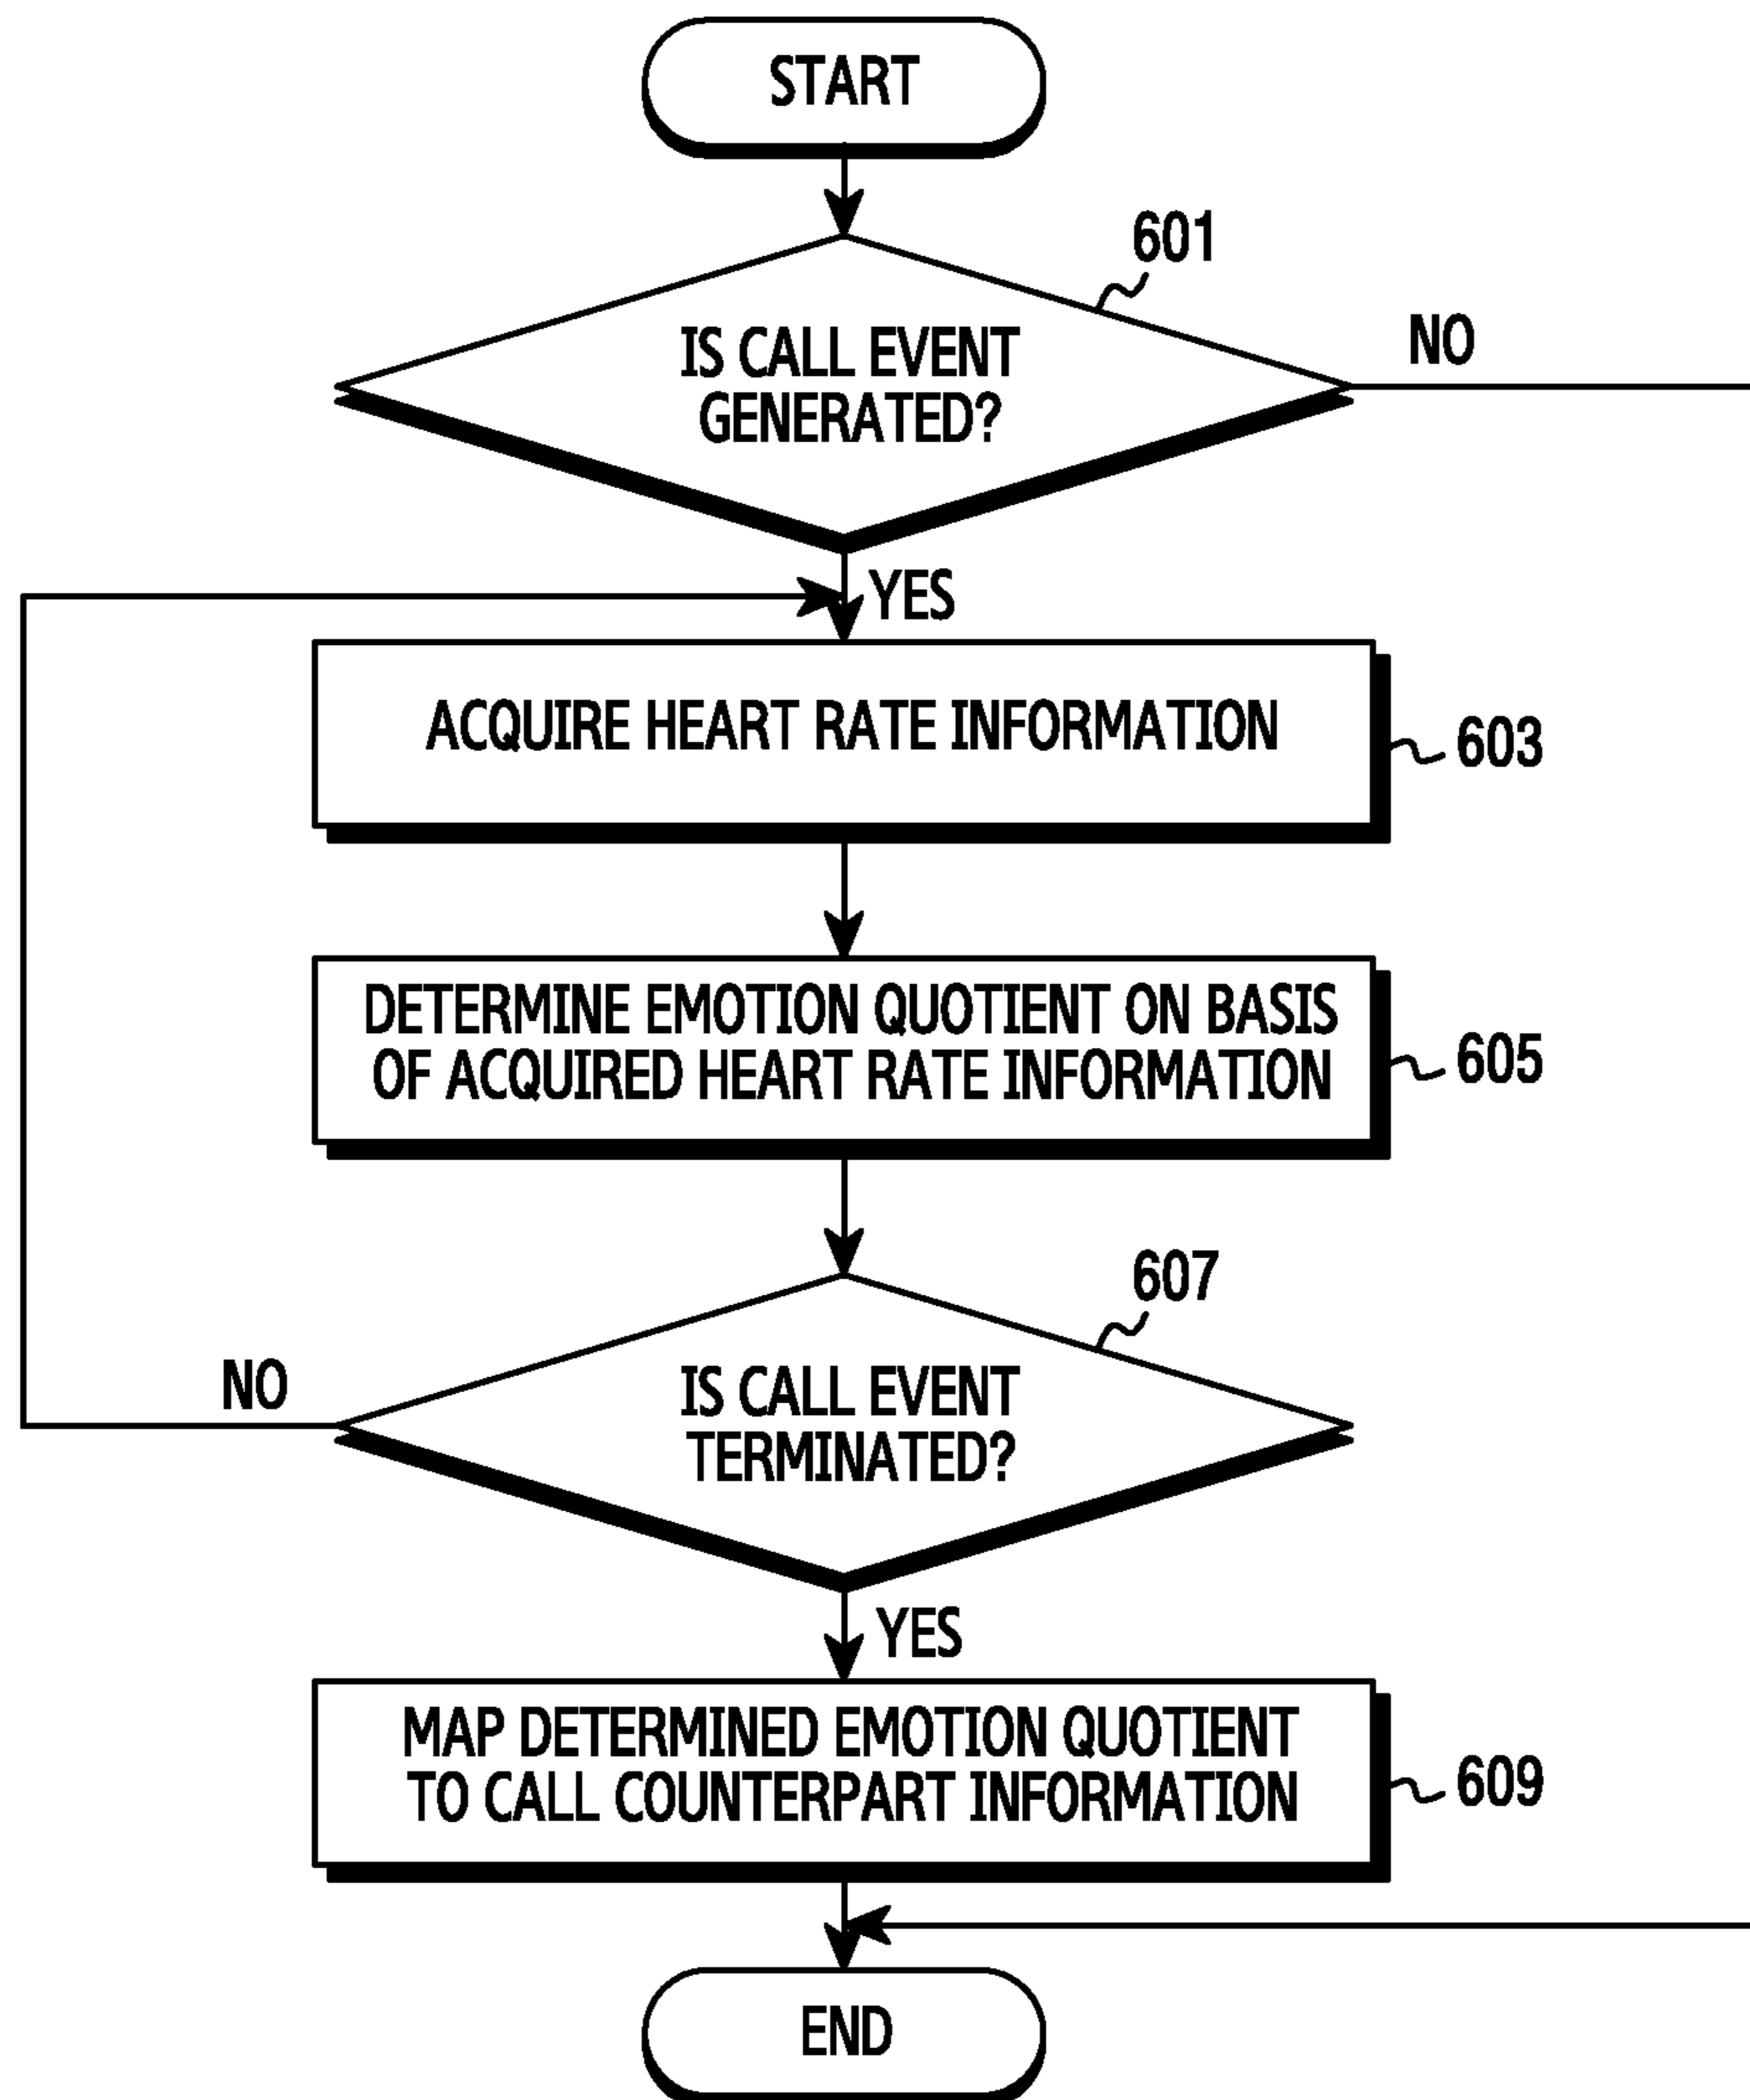 START
601
IS CALL EVENT
GENERATED?
NO
YES
ACQUIRE HEART RATE INFORMATION
603
DETERMINE EMOTION QUOTIENT ON BASIS
OF ACQUIRED HEART RATE INFORMATION
605
607
IS CALL EVENT
TERMINATED?
NO
YES
MAP DETERMINED EMOTION QUOTIENT
TO CALL COUNTERPART INFORMATION
609
END